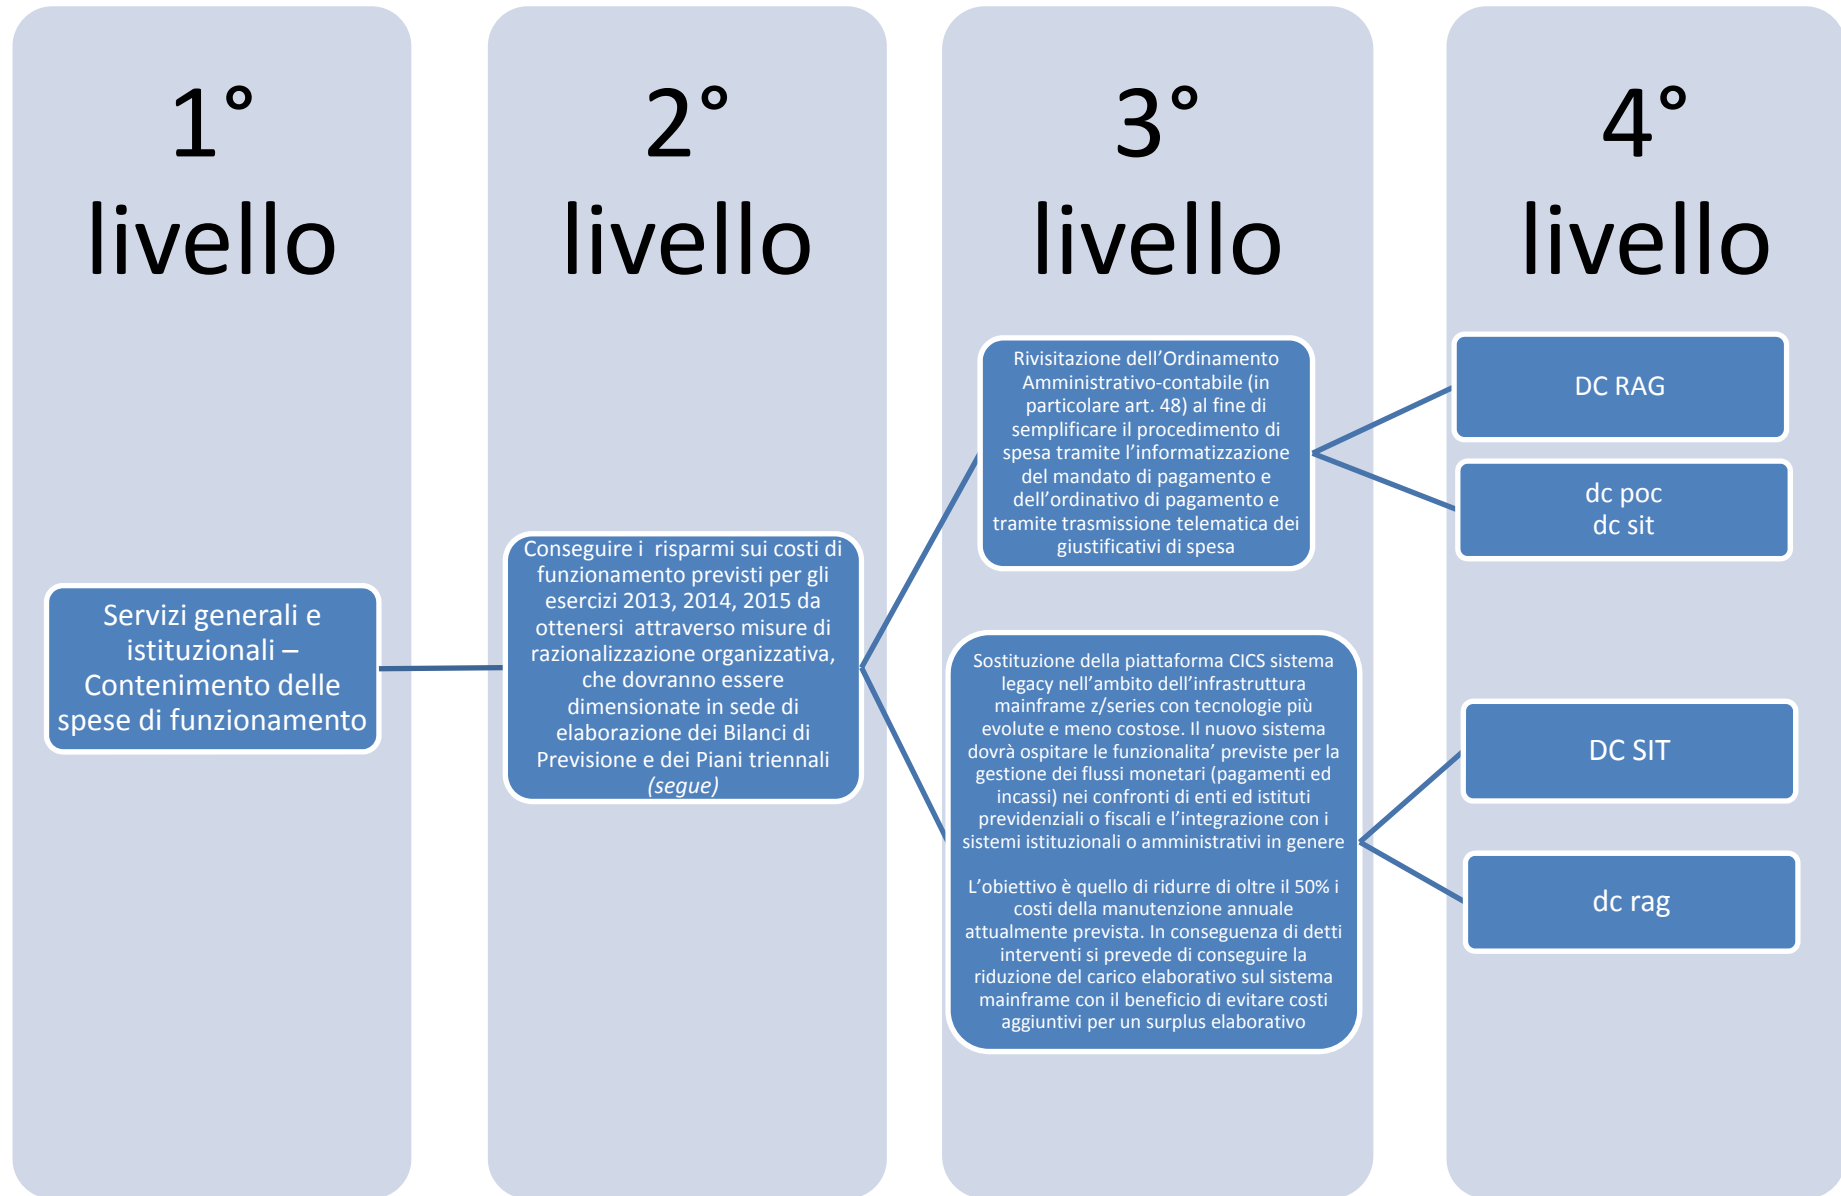 1°
livello
Servizi generali e
istituzionali –
Contenimento delle
spese di funzionamento
2°
livello
Conseguire i  risparmi sui costi di
funzionamento previsti per gli
esercizi 2013, 2014, 2015 da
ottenersi  attraverso misure di
razionalizzazione organizzativa,
che dovranno essere
dimensionate in sede di
elaborazione dei Bilanci di
Previsione e dei Piani triennali
(segue)
3°
livello
Rivisitazione dell’Ordinamento
Amministrativo-contabile (in
particolare art. 48) al fine di
semplificare il procedimento di
spesa tramite l’informatizzazione
del mandato di pagamento e
dell’ordinativo di pagamento e
tramite trasmissione telematica dei
giustificativi di spesa
Sostituzione della piattaforma CICS sistema
legacy nell’ambito dell’infrastruttura
mainframe z/series con tecnologie più
evolute e meno costose. Il nuovo sistema
dovrà ospitare le funzionalita’ previste per la
gestione dei flussi monetari (pagamenti ed
incassi) nei confronti di enti ed istituti
previdenziali o fiscali e l’integrazione con i
sistemi istituzionali o amministrativi in genere
L’obiettivo è quello di ridurre di oltre il 50% i
costi della manutenzione annuale
attualmente prevista. In conseguenza di detti
interventi si prevede di conseguire la
riduzione del carico elaborativo sul sistema
mainframe con il beneficio di evitare costi
aggiuntivi per un surplus elaborativo
4°
livello
DC RAG
dc poc
dc sit
DC SIT
dc rag